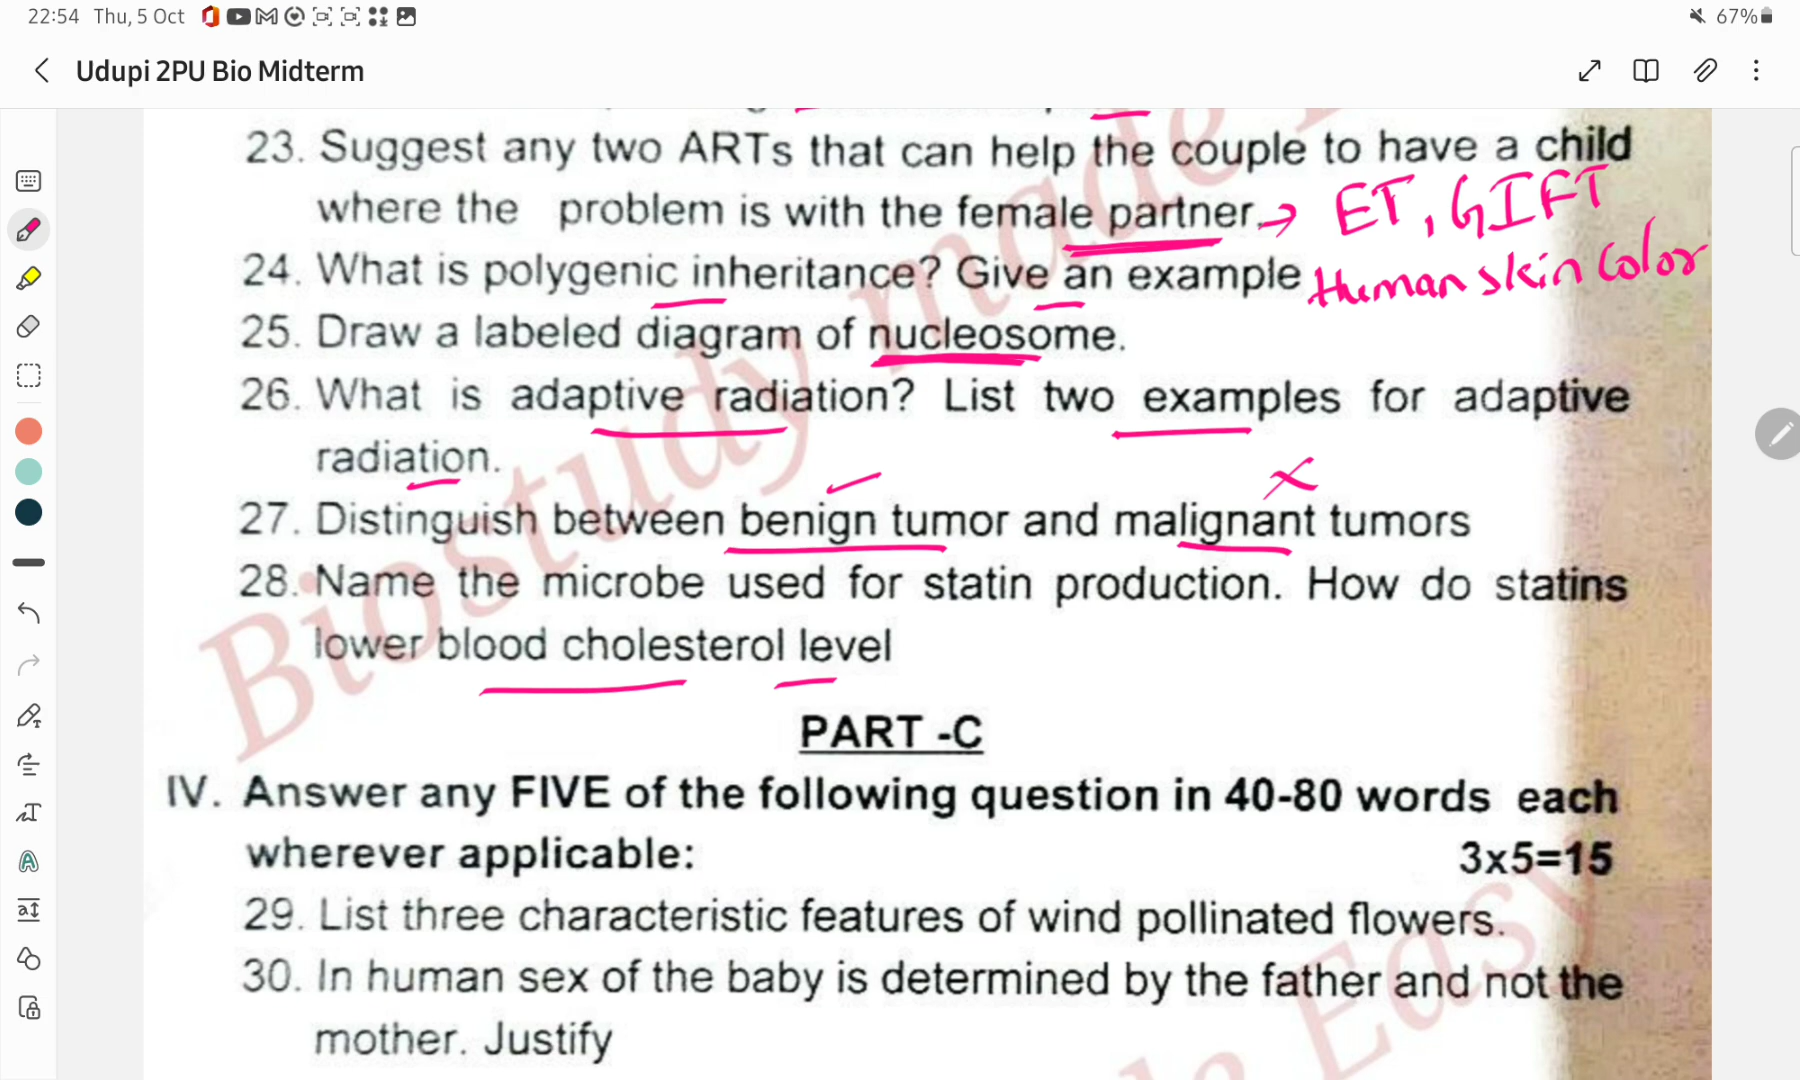 22:54 Thu, 5 Oct 67%
Udupi 2PU Bio Midterm
23. Suggest any two ARTs that can help the couple to have a child
where the problem is with the female partner. → ET, GIFT
24. What is polygenic inheritance? Give an example Human skin Color
25. Draw a labeled diagram of nucleosome.
26. What is adaptive radiation? List two examples for adaptive
radiation.
27. Distinguish between benign tumor and malignant tumors
28. Name the microbe used for statin production. How do statins
lower blood cholesterol level
PART -C
IV. Answer any FIVE of the following question in 40-80 words each
wherever applicable: 3x5=15
29. List three characteristic features of wind pollinated flowers.
30. In human sex of the baby is determined by the father and not the
mother. Justify
Biostudy made
de Easy